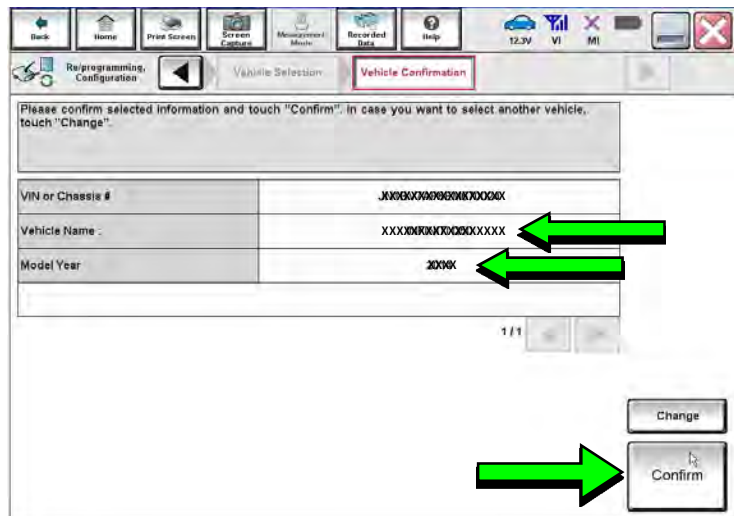 Back Home Print Screen Screen Capture Measurement Mode Recorded Data Help 12.3V VI MI
Re/programming, Configuration Vehicle Selection Vehicle Confirmation
Please confirm selected information and touch "Confirm". In case you want to select another vehicle,
touch "Change".
VIN or Chassis #
Vehicle Name :
Model Year XXXX
1/1
Change
Confirm